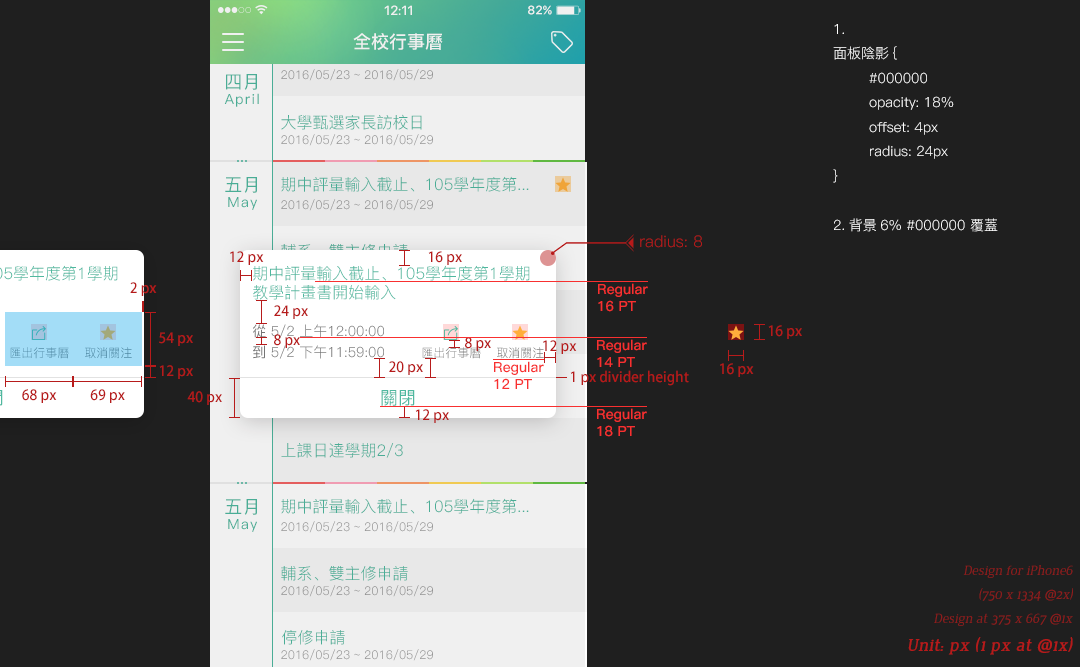 12:11
82%
全校行事曆
四月
April
2016/05/23 ~ 2016/05/29
大學甄選家長訪校日
2016/05/23 ~ 2016/05/29
五月
May
期中評量輸入截止、105學年度第...
2016/05/23 ~ 2016/05/29
輔系、雙主修申請
12 px
16 px
radius: 8
期中評量輸入截止、105學年度第1學期
教學計畫書開始輸入
Regular
16 PT
24 px
從 5/2 上午12:00:00
8 px
到 5/2 下午11:59:00
8 px
匯出行事曆
取消關注
12 px
Regular
14 PT
20 px
Regular
12 PT
1 px divider height
40 px
關閉
12 px
Regular
18 PT
05學年度第1學期
2 px
匯出行事曆
取消關注
54 px
12 px
68 px
69 px
上課日達學期2/3
五月
May
期中評量輸入截止、105學年度第...
2016/05/23 ~ 2016/05/29
輔系、雙主修申請
2016/05/23 ~ 2016/05/29
停修申請
2016/05/23 ~ 2016/05/29
16 px
16 px
1.
面板陰影 {
#000000
opacity: 18%
offset: 4px
radius: 24px
}
2. 背景 6% #000000 覆蓋
Design for iPhone6
(750 x 1334 @2x)
Design at 375 x 667 @1x
Unit: px (1 px at @1x)